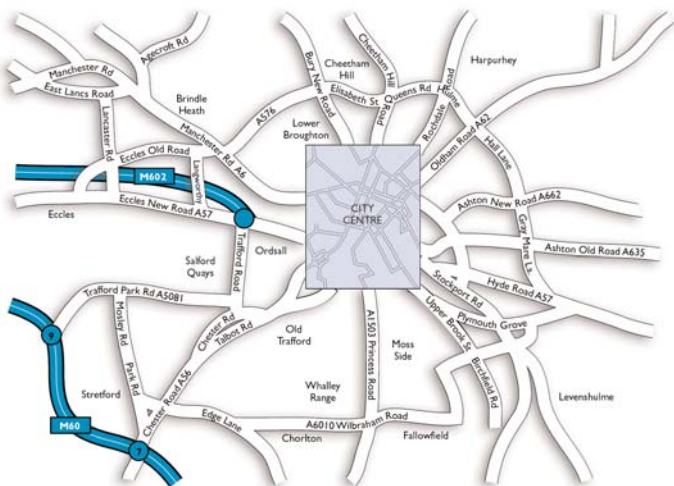 Agecroft Rd
Manchester Rd
East Lancs Road
Lancaster Rd
Brindle
Heath
A576
Bury New Road
Cheetham
Hill
Cheetham Hill
Road
Elisabeth St
Queens Rd
Harpurhey
Rochdale Road
Hulme
Hall Lane
Oldham Road A62
Lower
Broughton
Manchester Rd A6
Eccles Old Road
Langworthy
M602
Eccles
Eccles New Road A57
CITY
CENTRE
Ashton New Road A662
Gray Mare La.
Ashton Old Road A635
Ordsall
Trafford Road
Salford
Quays
Stockport Rd
Hyde Road A57
Trafford Park Rd A5081
Mosley Rd
Park Rd
Chester Rd
Talbot Rd
Old
Trafford
A1503 Princess Road
Moss
Side
Upper Brook St
Plymouth Grove
Birchfield Rd
9
Stretford
Chester Road A56
Whalley
Range
Levenshulme
M60
7
Edge Lane
Chorlton
A6010 Wilbraham Road
Fallowfield